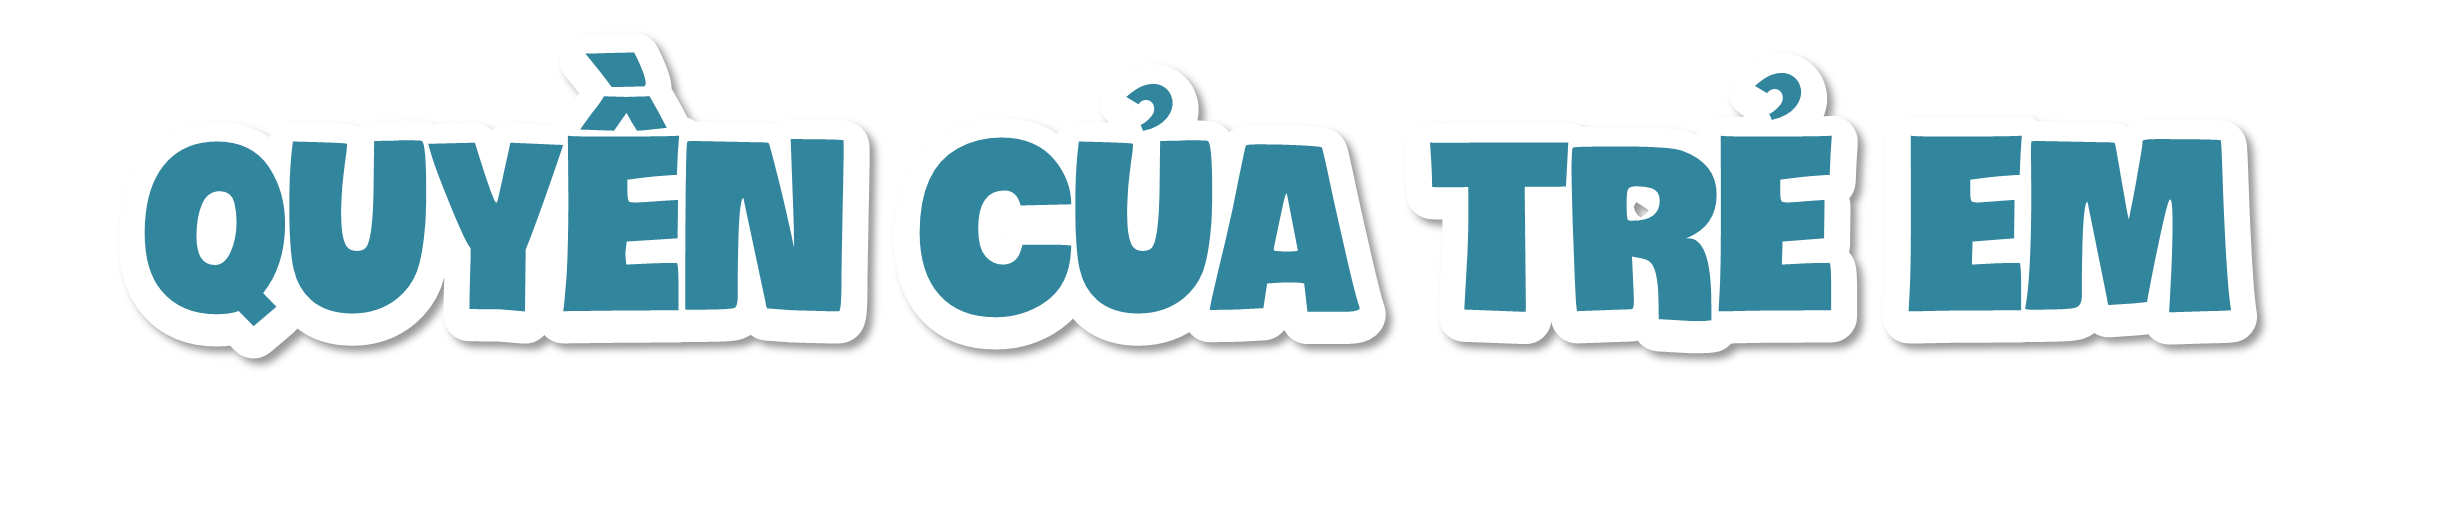 QUYỀN CỦA TRẺ EM